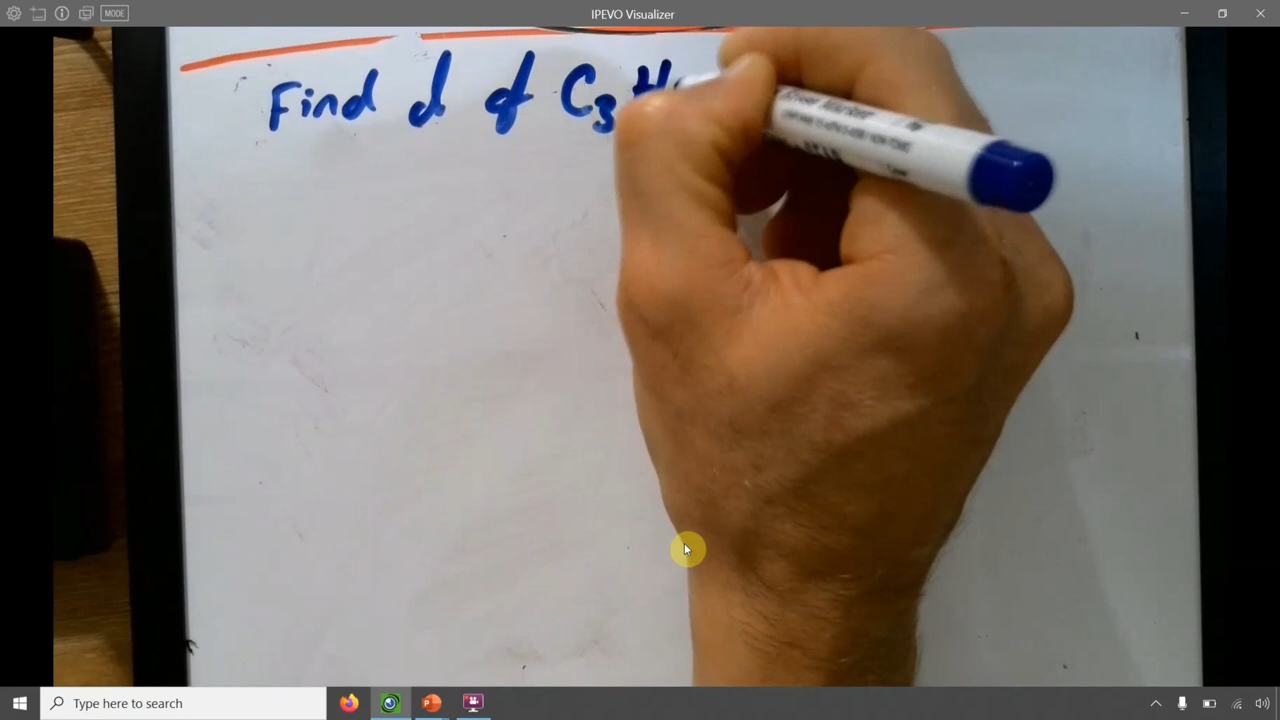 MODE
IPEVO Visualizer
Find d of C₃H
Type here to search